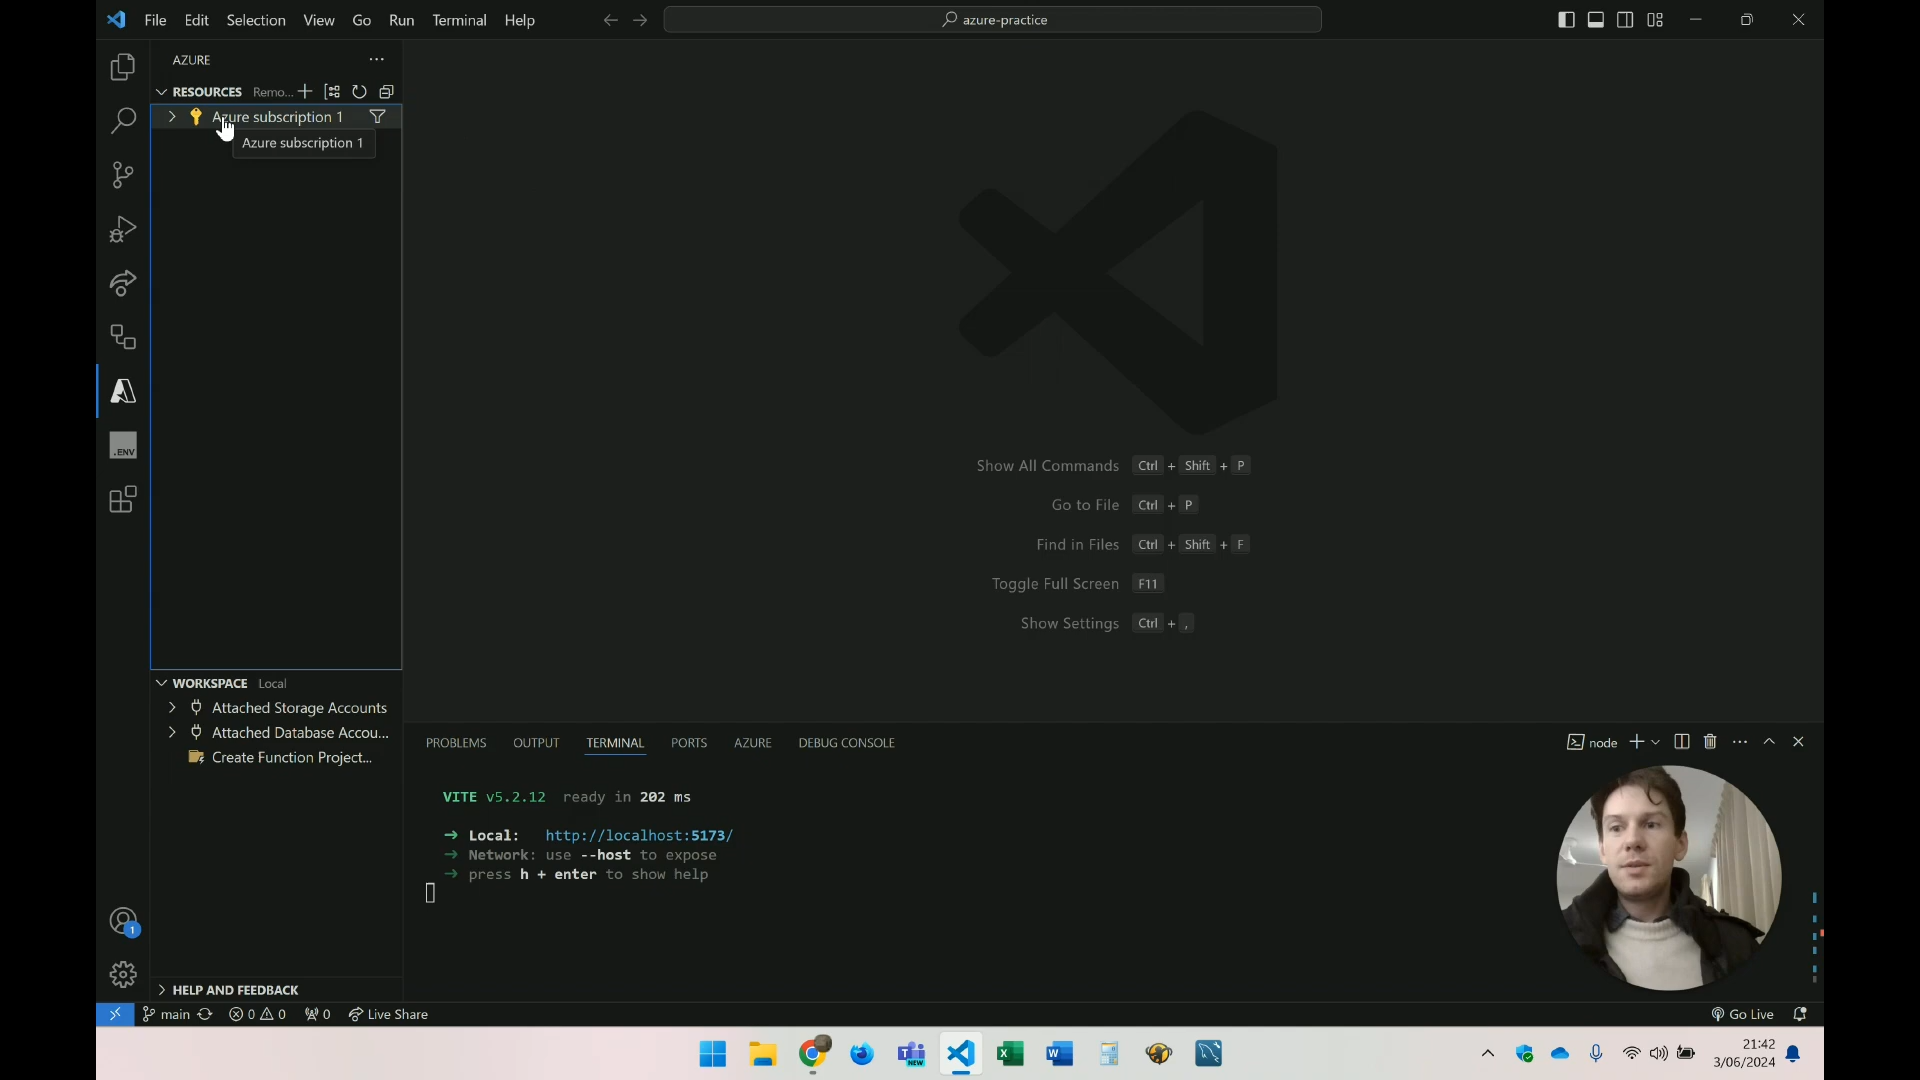 File Edit Selection View Go Run Terminal Help
azure-practice
AZURE
RESOURCES Remo...
Azure subscription 1
Azure subscription 1
Show All Commands Ctrl + Shift + P
Go to File Ctrl + P
Find in Files Ctrl + Shift + F
Toggle Full Screen F11
Show Settings Ctrl + ,
.ENV
WORKSPACE Local
Attached Storage Accounts
Attached Database Accou...
Create Function Project...
PROBLEMS OUTPUT TERMINAL PORTS AZURE DEBUG CONSOLE
node
VITE v5.2.12 ready in 202 ms
➜ Local: http://localhost:5173/
➜ Network: use --host to expose
➜ press h + enter to show help
1
HELP AND FEEDBACK
main 0 0 0 Live Share
Go Live
NEW
21:42
3/06/2024